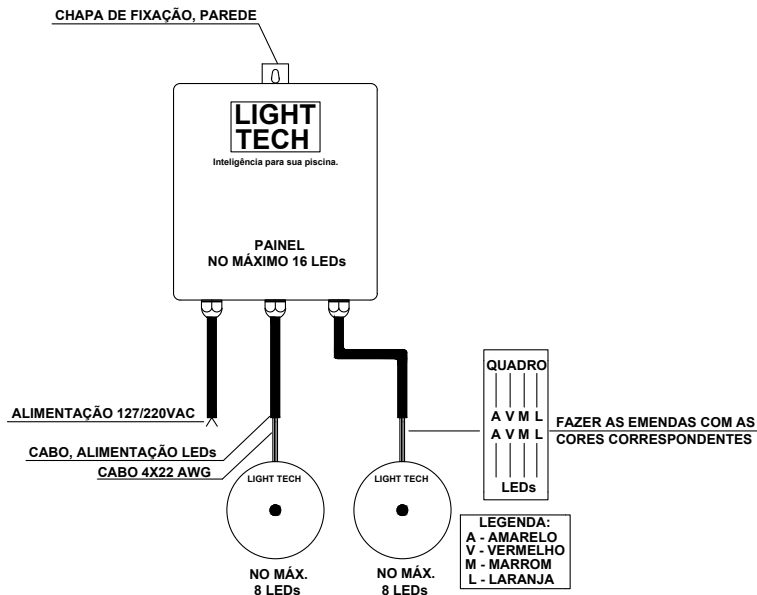 CHAPA DE FIXAÇÃO, PAREDE
LIGHT
TECH
Inteligência para sua piscina.
PAINEL
NO MÁXIMO 16 LEDs
ALIMENTAÇÃO 127/220VAC
CABO, ALIMENTAÇÃO LEDs
CABO 4X22 AWG
LIGHT TECH
NO MÁX.
8 LEDs
LIGHT TECH
NO MÁX.
8 LEDs
QUADRO
A V M L
A V M L
LEDs
FAZER AS EMENDAS COM AS
CORES CORRESPONDENTES
LEGENDA:
A - AMARELO
V - VERMELHO
M - MARROM
L - LARANJA